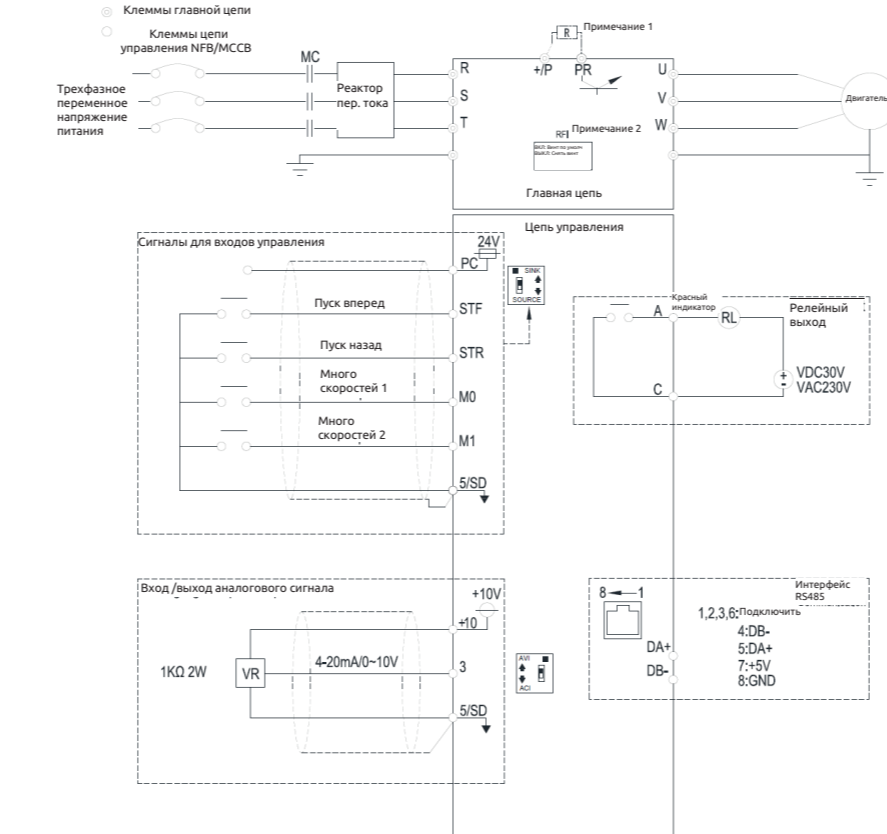 Клеммы главной цепи
Клеммы цепи
управления NFB/MCCB
MC
Трехфазное
переменное
напряжение
питания
Реактор
пер. тока
R
S
T
R
Примечание 1
+/P
PR
U
V
W
Двигатель
RFI
Примечание 2
Главная цепь
Цепь управления
Сигналы для входов управления
24V
PC
SINK
SOURCE
Пуск вперед
STF
Пуск назад
STR
Много
скоростей 1
M0
Много
скоростей 2
M1
5/SD
Красный
индикатор
A
RL
Релейный
выход
VDC30V
VAC230V
C
Вход /выход аналогового сигнала
+10V
+10
1KΩ 2W
VR
4-20mA/0~10V
3
5/SD
AVI
ACI
Интерфейс
RS485
8
1
1,2,3,6:Подключить
4:DB-
5:DA+
7:+5V
8:GND
DA+
DB-